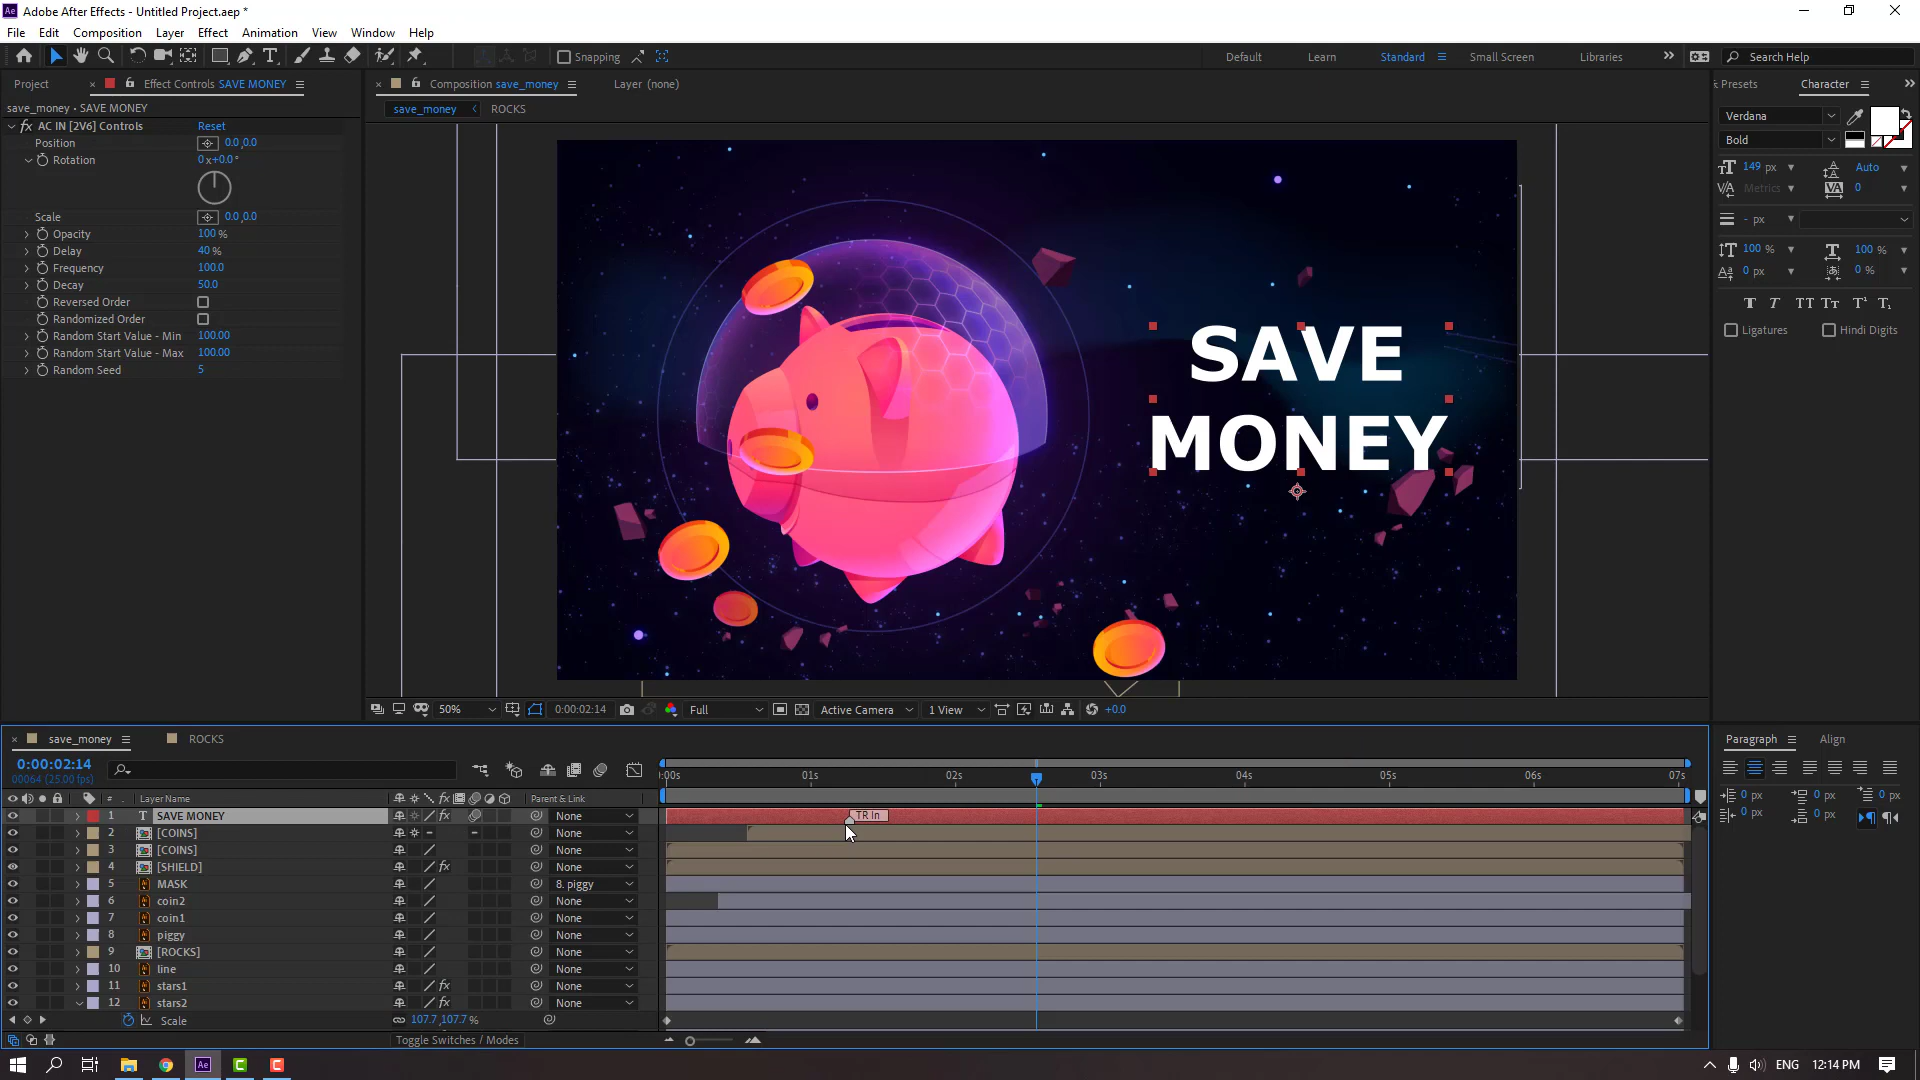 Adobe After Effects - Untitled Project.aep *
File Edit Composition Layer Effect Animation View Window Help
Snapping
Default Learn Standard Small Screen Libraries
Search Help
Project
Effect Controls SAVE MONEY
Composition save_money
Layer (none)
Presets
Character
save_money • SAVE MONEY
save_money
ROCKS
AC IN [2V6] Controls Reset
Position 0.0,0.0
Rotation 0x+0.0°
Scale 0.0,0.0
Opacity 100 %
Delay 40 %
Frequency 100.0
Decay 50.0
Reversed Order
Randomized Order
Random Start Value - Min 100.00
Random Start Value - Max 100.00
Random Seed 5
SAVE
MONEY
Verdana
Bold
149 px Auto
Metrics 0
- px
100 % 100 %
0 px 0 %
Ligatures Hindi Digits
50% 0:00:02:14 Full Active Camera 1 View +0.0
save_money
ROCKS
Paragraph Align
0:00:02:14
00064 (25.00 fps)
:00s 01s 02s 03s 04s 05s 06s 07s
# Layer Name Parent & Link
1 T SAVE MONEY None
TR In
2 [COINS] None
3 [COINS] None
4 [SHIELD] None
5 MASK 8. piggy
6 coin2 None
7 coin1 None
8 piggy None
9 [ROCKS] None
10 line None
11 stars1 None
12 stars2 None
Scale 107.7,107.7 %
0 px 0 px 0 px
0 px 0 px
Toggle Switches / Modes
ENG 12:14 PM